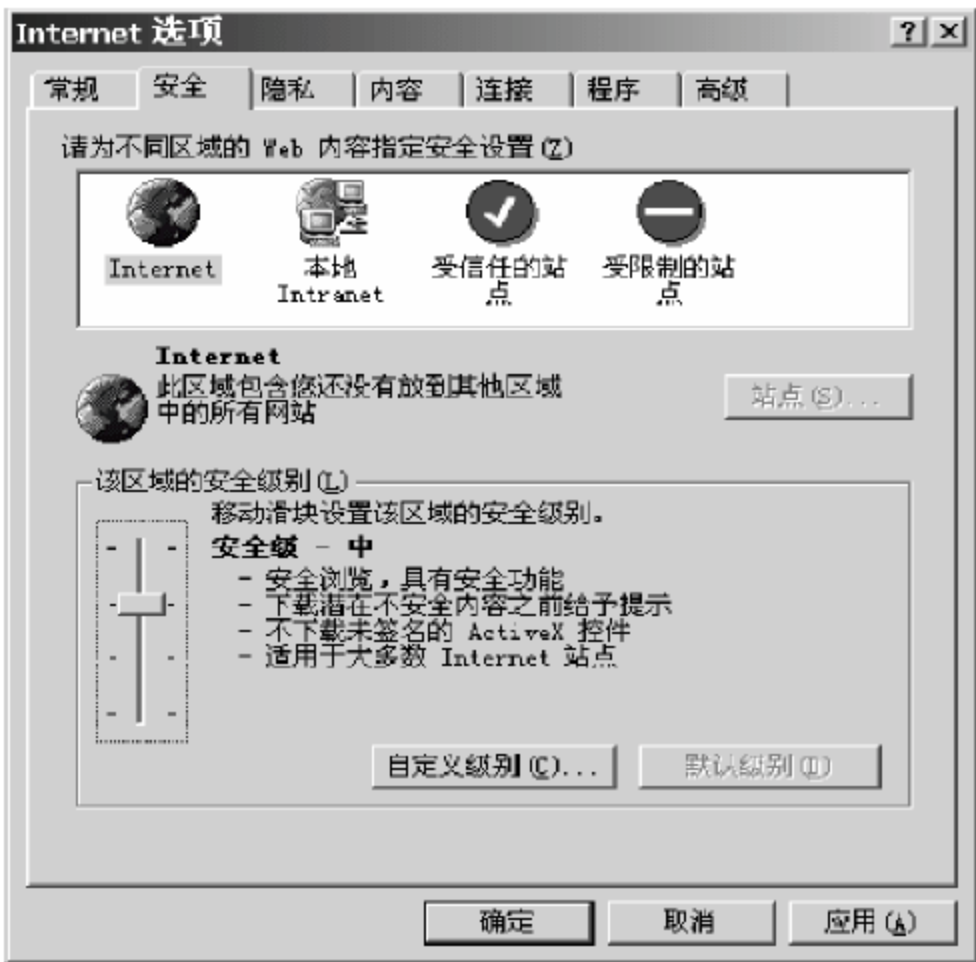 Internet 选项
常规 安全 隐私 内容 连接 程序 高级
请为不同区域的 Web 内容指定安全设置(Z)
Internet
本地
Intranet
受信任的站
点
受限制的站
点
Internet
此区域包含您还没有放到其他区域
中的所有网站
站点(S)...
该区域的安全级别(L)
移动滑块设置该区域的安全级别。
安全级 - 中
- 安全浏览，具有安全功能
- 下载潜在不安全内容之前给予提示
- 不下载未签名的 ActiveX 控件
- 适用于大多数 Internet 站点
自定义级别(C)... 默认级别(D)
确定 取消 应用(A)